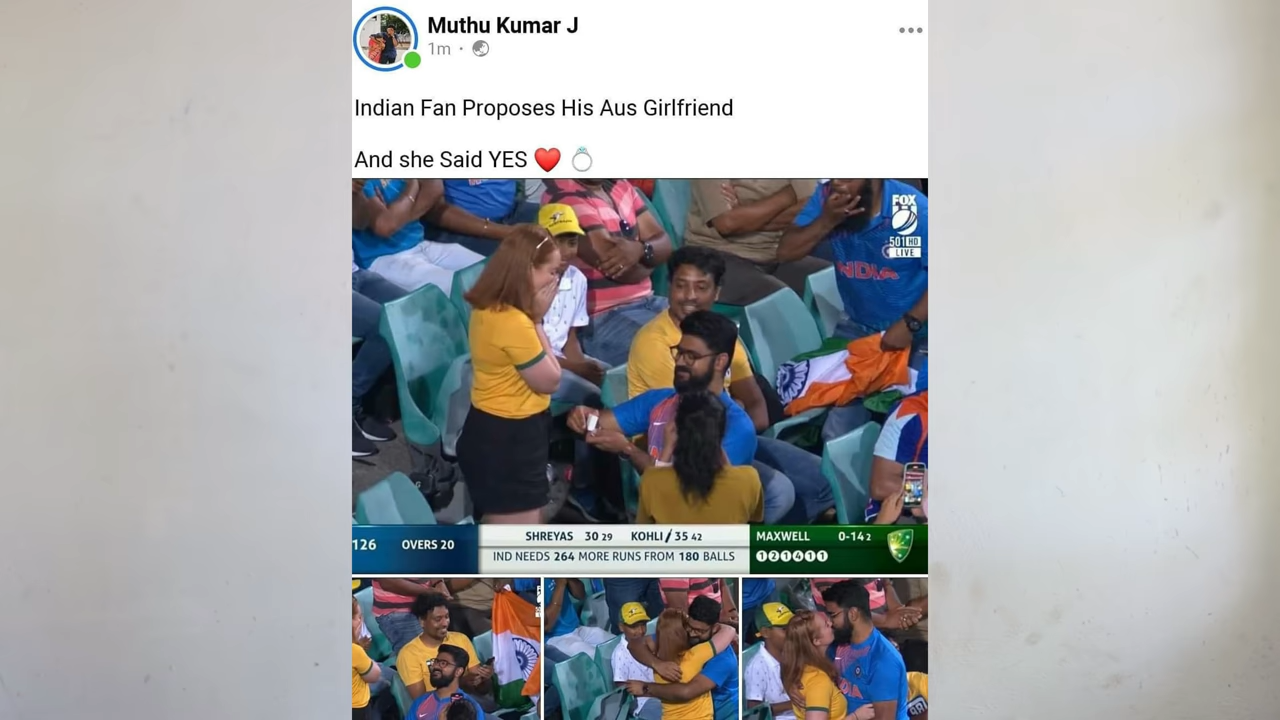 Muthu Kumar J
1m ·
Indian Fan Proposes His Aus Girlfriend
And she Said YES ❤️ 💍
FOX
501 HD
LIVE
INDIA
126 OVERS 20
SHREYAS 30 29 KOHLI 35 42
IND NEEDS 264 MORE RUNS FROM 180 BALLS
MAXWELL 0-14 2
1 2 1 4 1 1